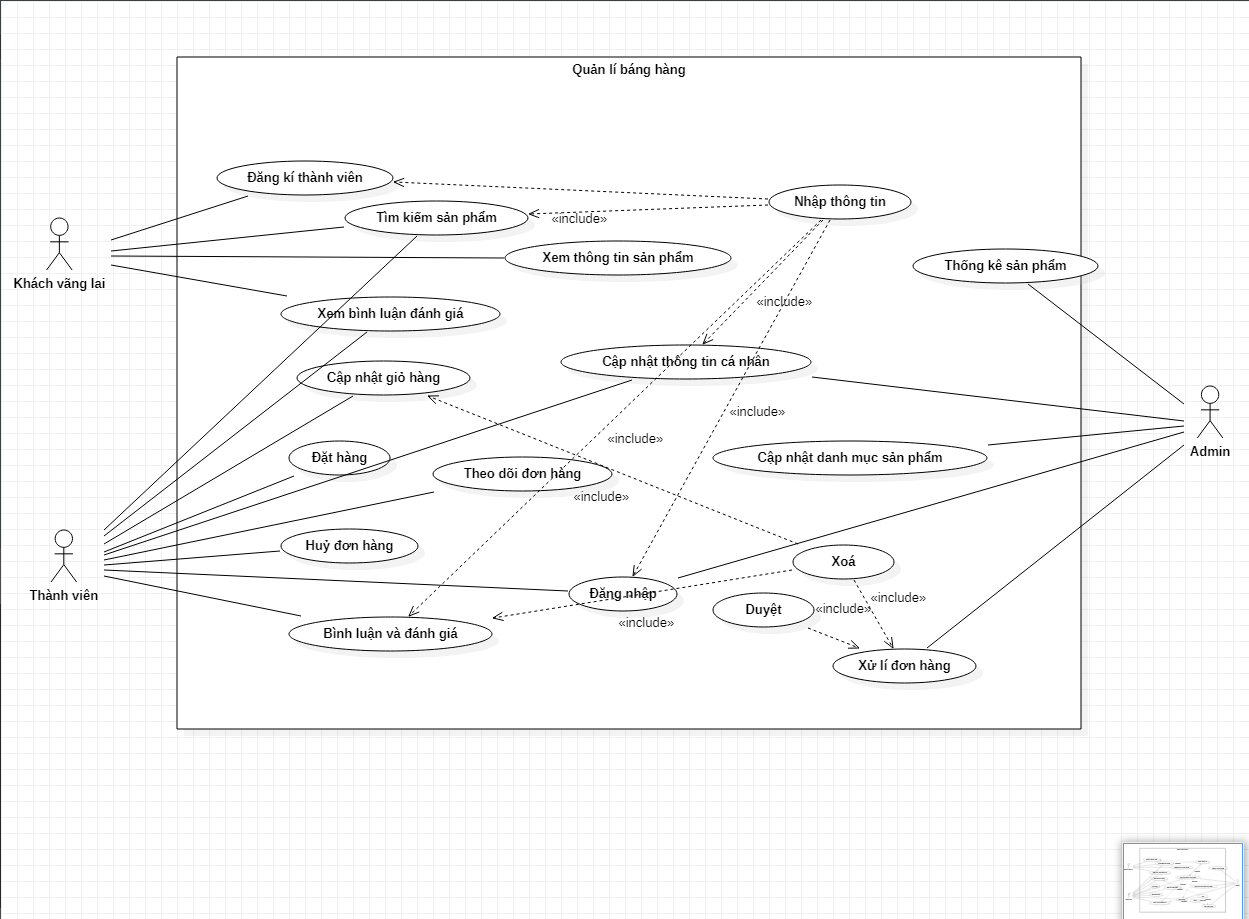 Quản lí báng hàng
Đăng kí thành viên
Nhập thông tin
Tìm kiếm sản phẩm
«include»
Xem thông tin sản phẩm
Thống kê sản phẩm
Khách vãng lai
«include»
Xem bình luận đánh giá
Cập nhật thông tin cá nhân
Cập nhật giỏ hàng
«include»
«include»
Admin
Đặt hàng
Cập nhật danh mục sản phẩm
Theo dõi đơn hàng
«include»
Huỷ đơn hàng
Xoá
Thành viên
Đăng nhập
«include»
Duyệt
«include»
«include»
Bình luận và đánh giá
Xử lí đơn hàng